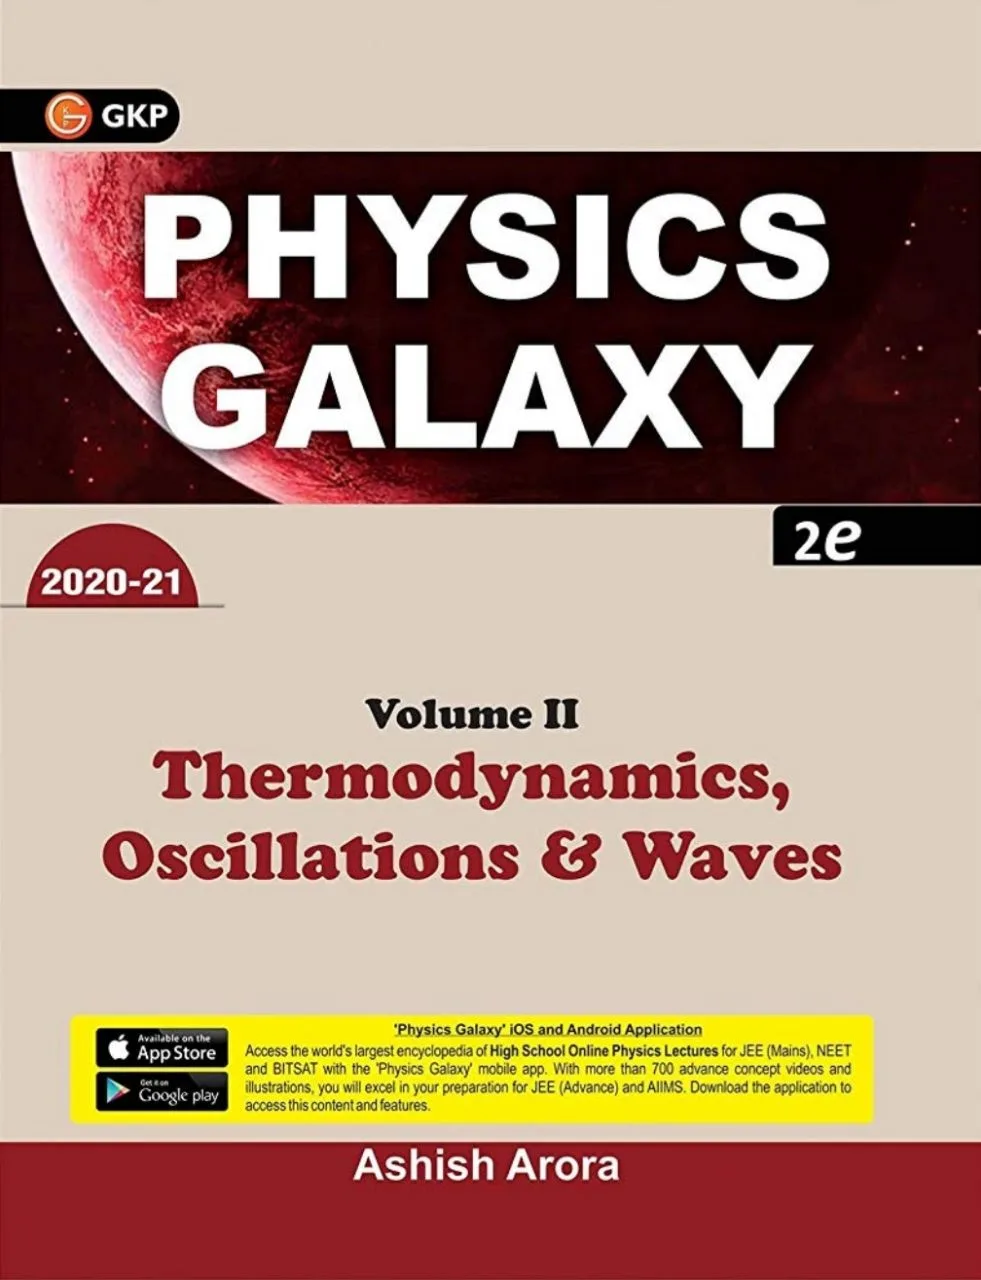 GKP
PHYSICS
GALAXY
2e
2020-21
Volume II
Thermodynamics,
Oscillations & Waves
'Physics Galaxy' iOS and Android Application
Available on the
App Store
Get it on
Google play
Access the world's largest encyclopedia of High School Online Physics Lectures for JEE (Mains), NEET
and BITSAT with the 'Physics Galaxy' mobile app. With more than 700 advance concept videos and
illustrations, you will excel in your preparation for JEE (Advance) and AIIMS. Download the application to
access this content and features.
Ashish Arora